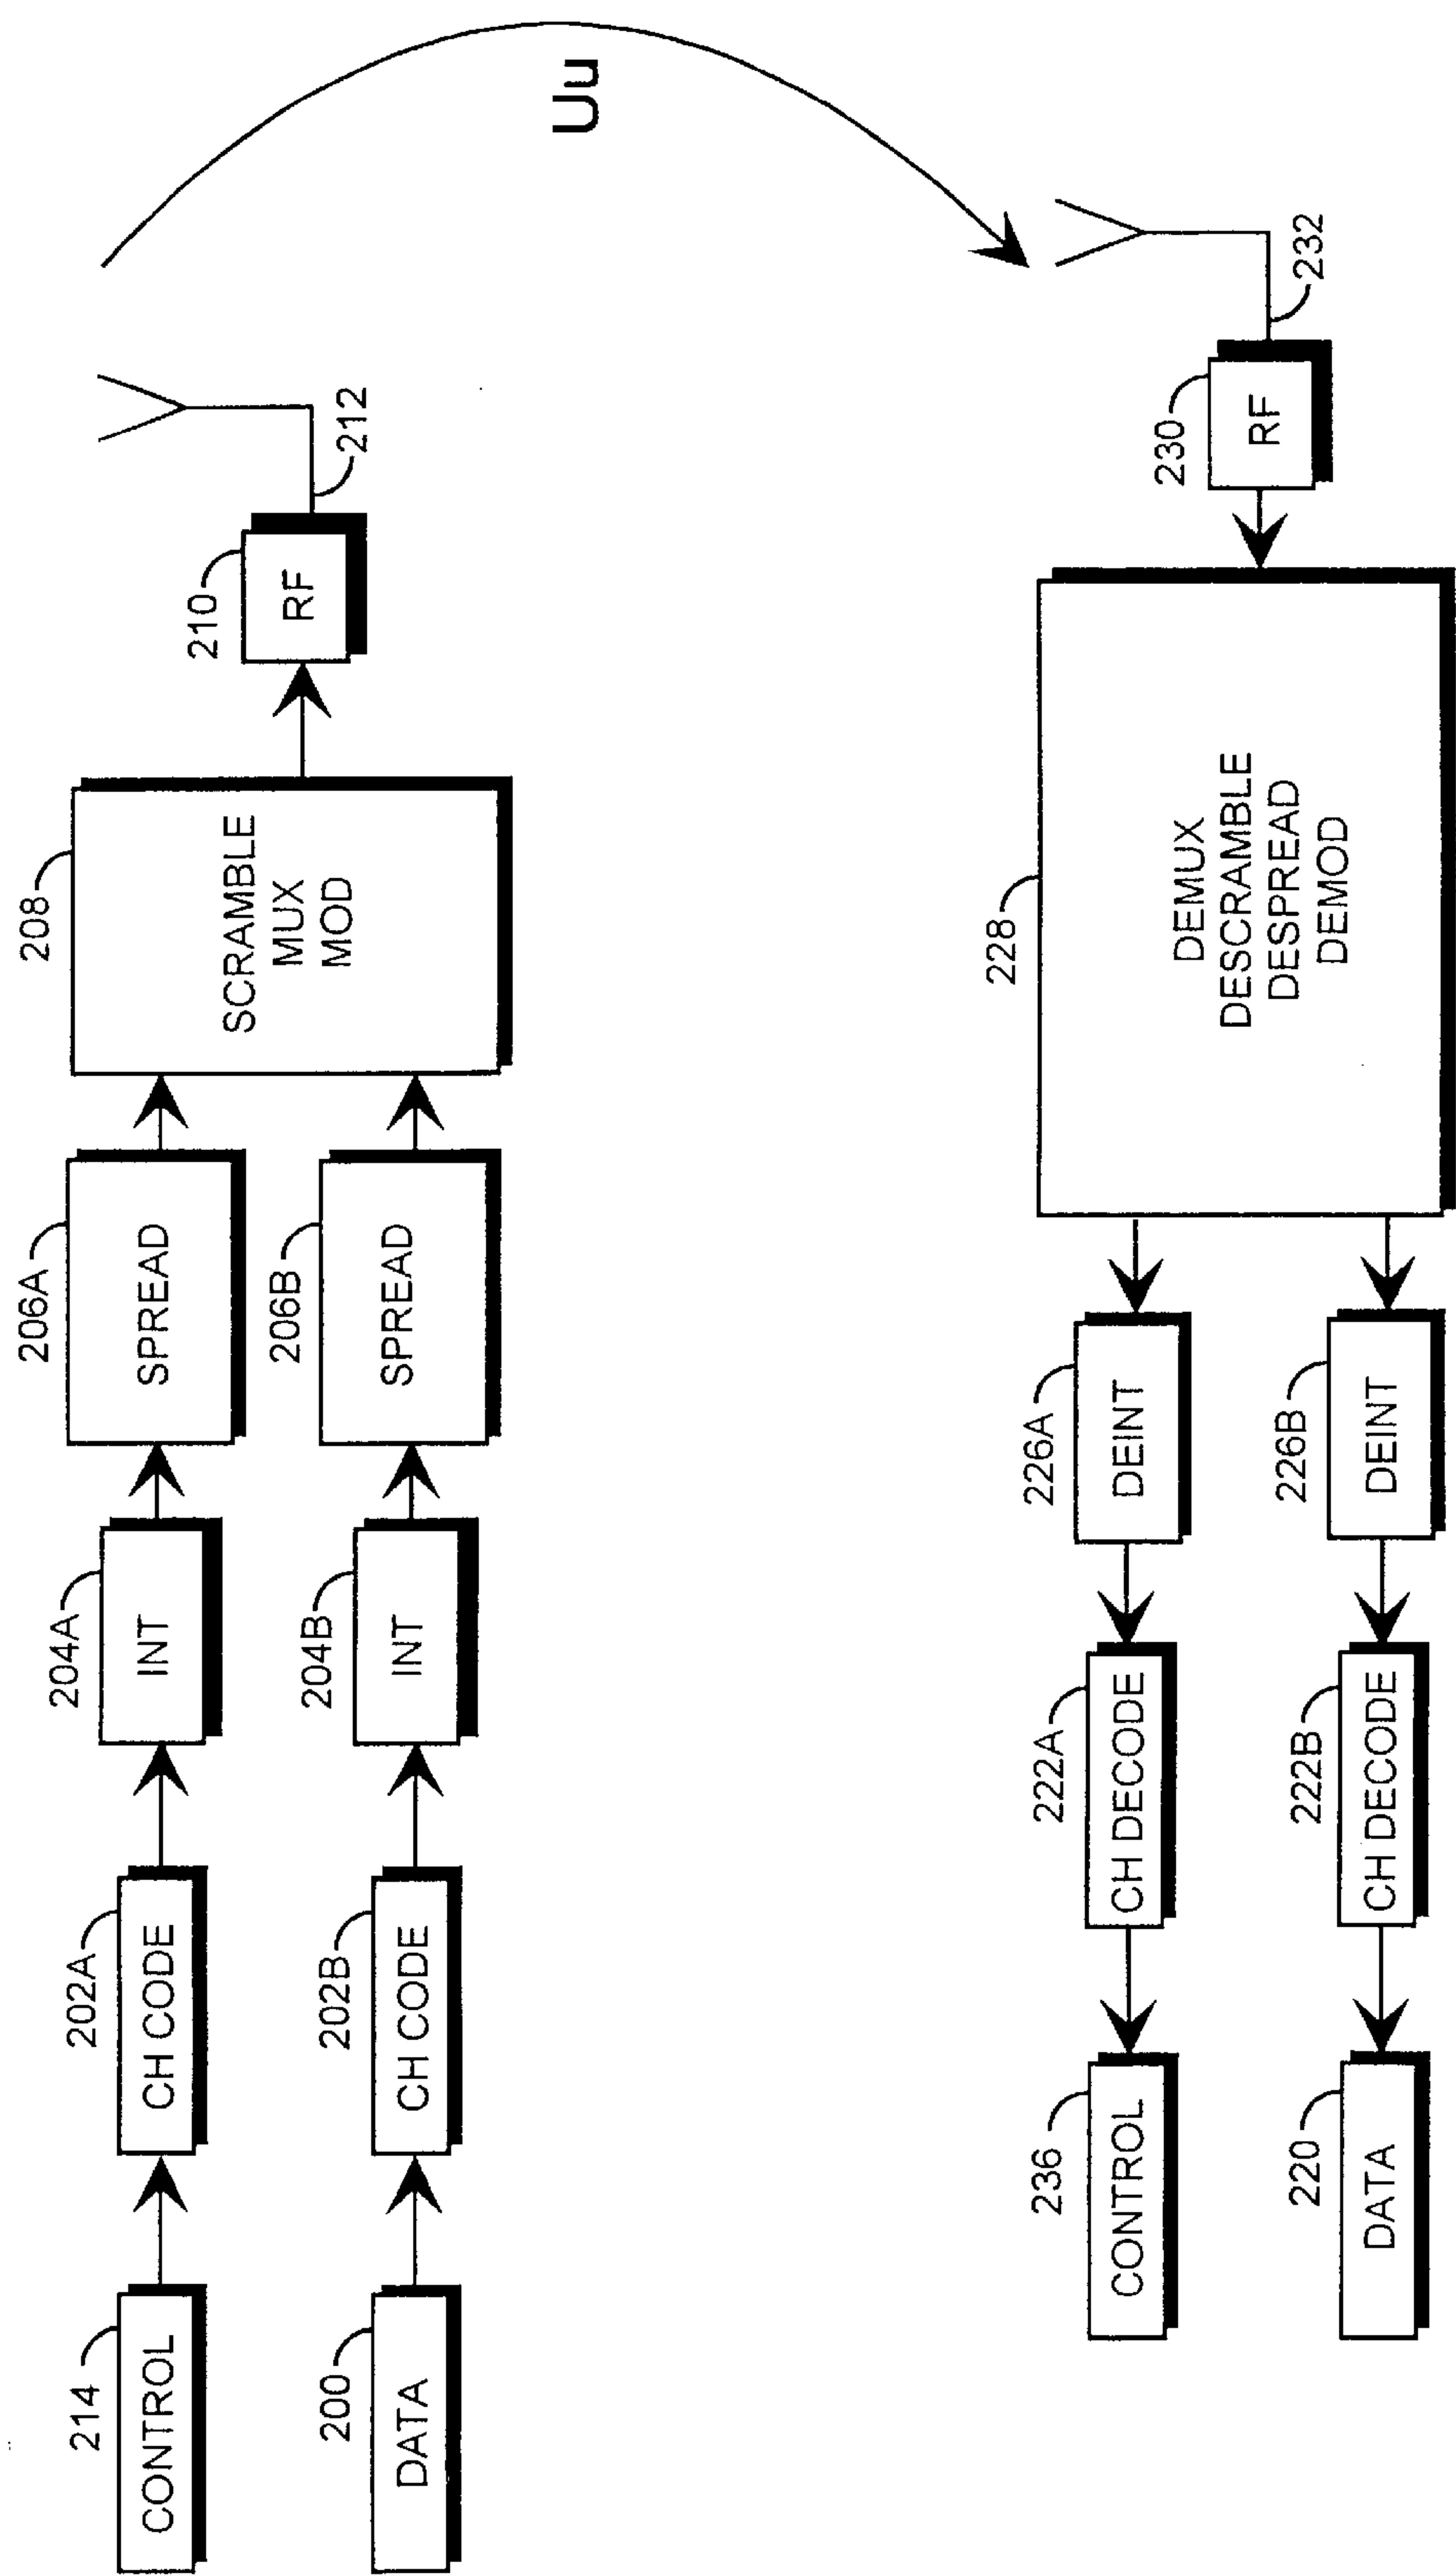 214
CONTROL
202A
CH CODE
204A
INT
206A
SPREAD
208
SCRAMBLE
MUX
MOD
210
RF
212
200
DATA
202B
CH CODE
204B
INT
206B
SPREAD
Uu
236
CONTROL
222A
CH DECODE
226A
DEINT
228
DEMUX
DESCRAMBLE
DESPREAD
DEMOD
230
RF
232
220
DATA
222B
CH DECODE
226B
DEINT